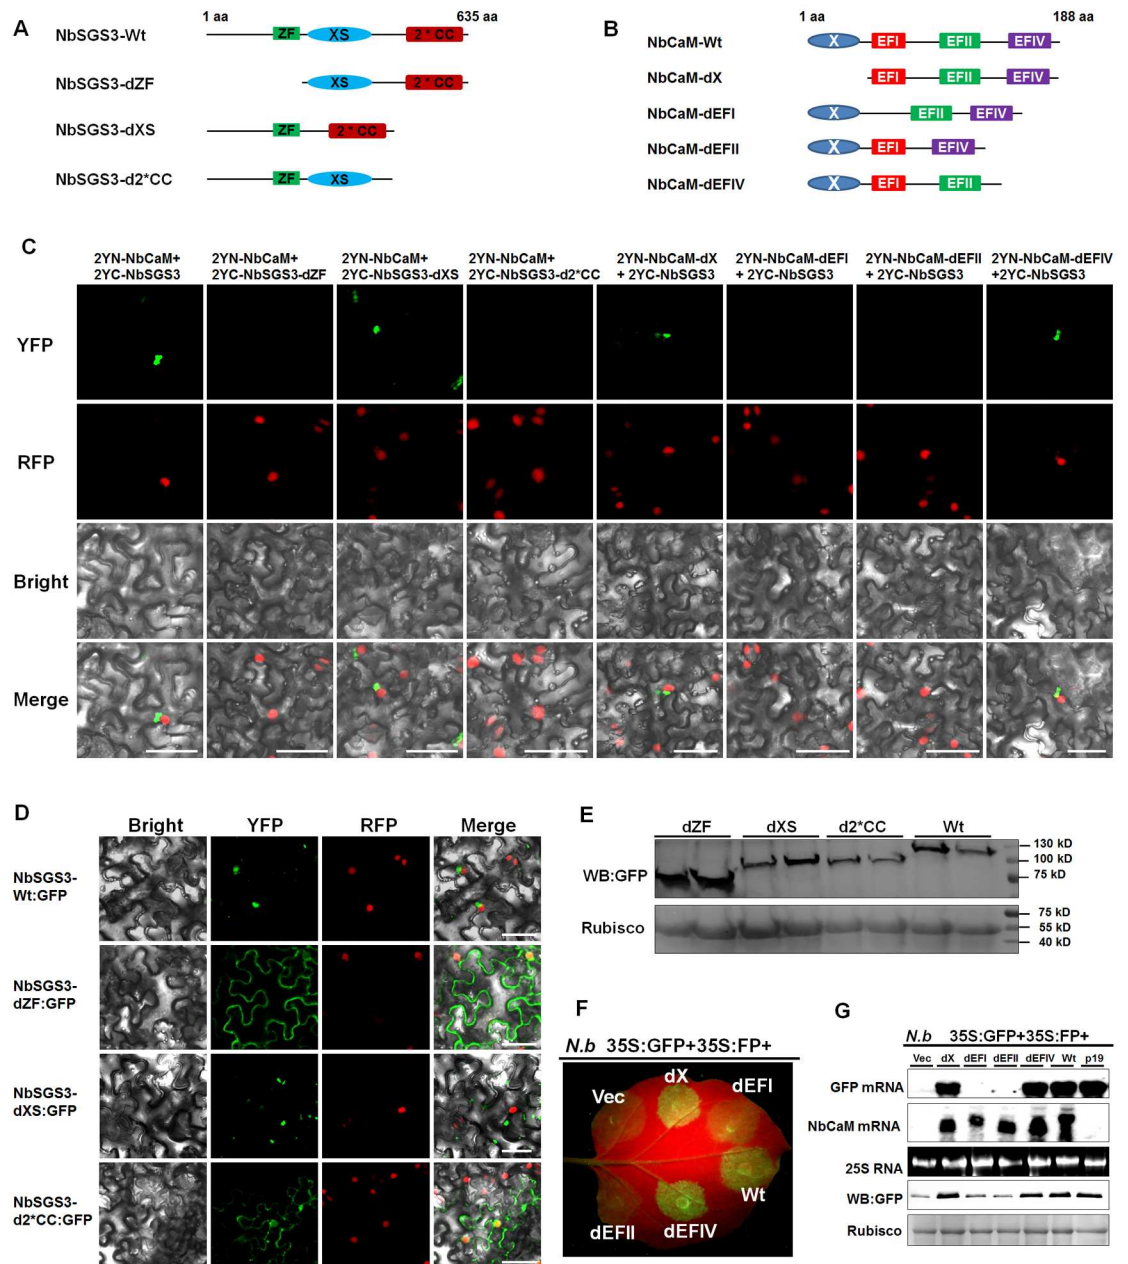 A
1 aa 635 aa
NbSGS3-Wt ZF XS 2 * CC
NbSGS3-dZF XS 2 * CC
NbSGS3-dXS ZF 2 * CC
NbSGS3-d2*CC ZF XS
B
1 aa 188 aa
NbCaM-Wt X EFI EFII EFIV
NbCaM-dX EFI EFII EFIV
NbCaM-dEFI X EFII EFIV
NbCaM-dEFII X EFI EFIV
NbCaM-dEFIV X EFI EFII
C
2YN-NbCaM+ 2YN-NbCaM+ 2YN-NbCaM+ 2YN-NbCaM+ 2YN-NbCaM-dX 2YN-NbCaM-dEFI 2YN-NbCaM-dEFII 2YN-NbCaM-dEFIV
2YC-NbSGS3 2YC-NbSGS3-dZF 2YC-NbSGS3-dXS 2YC-NbSGS3-d2*CC + 2YC-NbSGS3 + 2YC-NbSGS3 + 2YC-NbSGS3 +2YC-NbSGS3
YFP
RFP
Bright
Merge
D
Bright YFP RFP Merge
NbSGS3-
Wt:GFP
NbSGS3-
dZF:GFP
NbSGS3-
dXS:GFP
NbSGS3-
d2*CC:GFP
E
dZF dXS d2*CC Wt
WB:GFP
130 kD
100 kD
75 kD
Rubisco
75 kD
55 kD
40 kD
F
N.b 35S:GFP+35S:FP+
Vec dX dEFI
Wt
dEFII dEFIV
G
N.b 35S:GFP+35S:FP+
Vec dX dEFI dEFII dEFIV Wt p19
GFP mRNA
NbCaM mRNA
25S RNA
WB:GFP
Rubisco